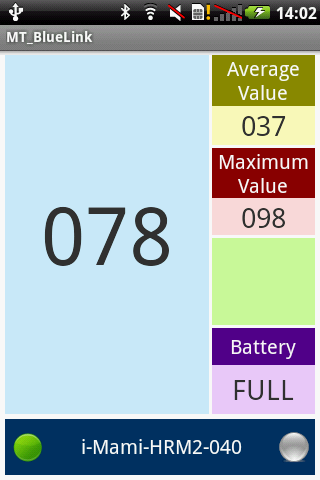 14:02
MT_BlueLink
078
Average
Value
037
Maximum
Value
098
Battery
FULL
i-Mami-HRM2-040